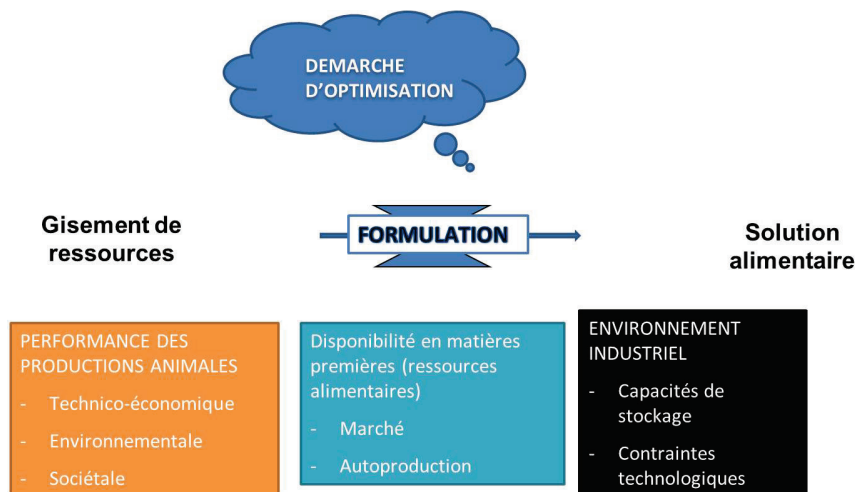 DEMARCHE
D'OPTIMISATION
Gisement de
ressources
FORMULATION
Solution
alimentaire
PERFORMANCE DES
PRODUCTIONS ANIMALES
- Technico-économique
- Environnementale
- Sociétale
Disponibilité en matières
premières (ressources
alimentaires)
- Marché
- Autoproduction
ENVIRONNEMENT
INDUSTRIEL
- Capacités de
stockage
- Contraintes
technologiques